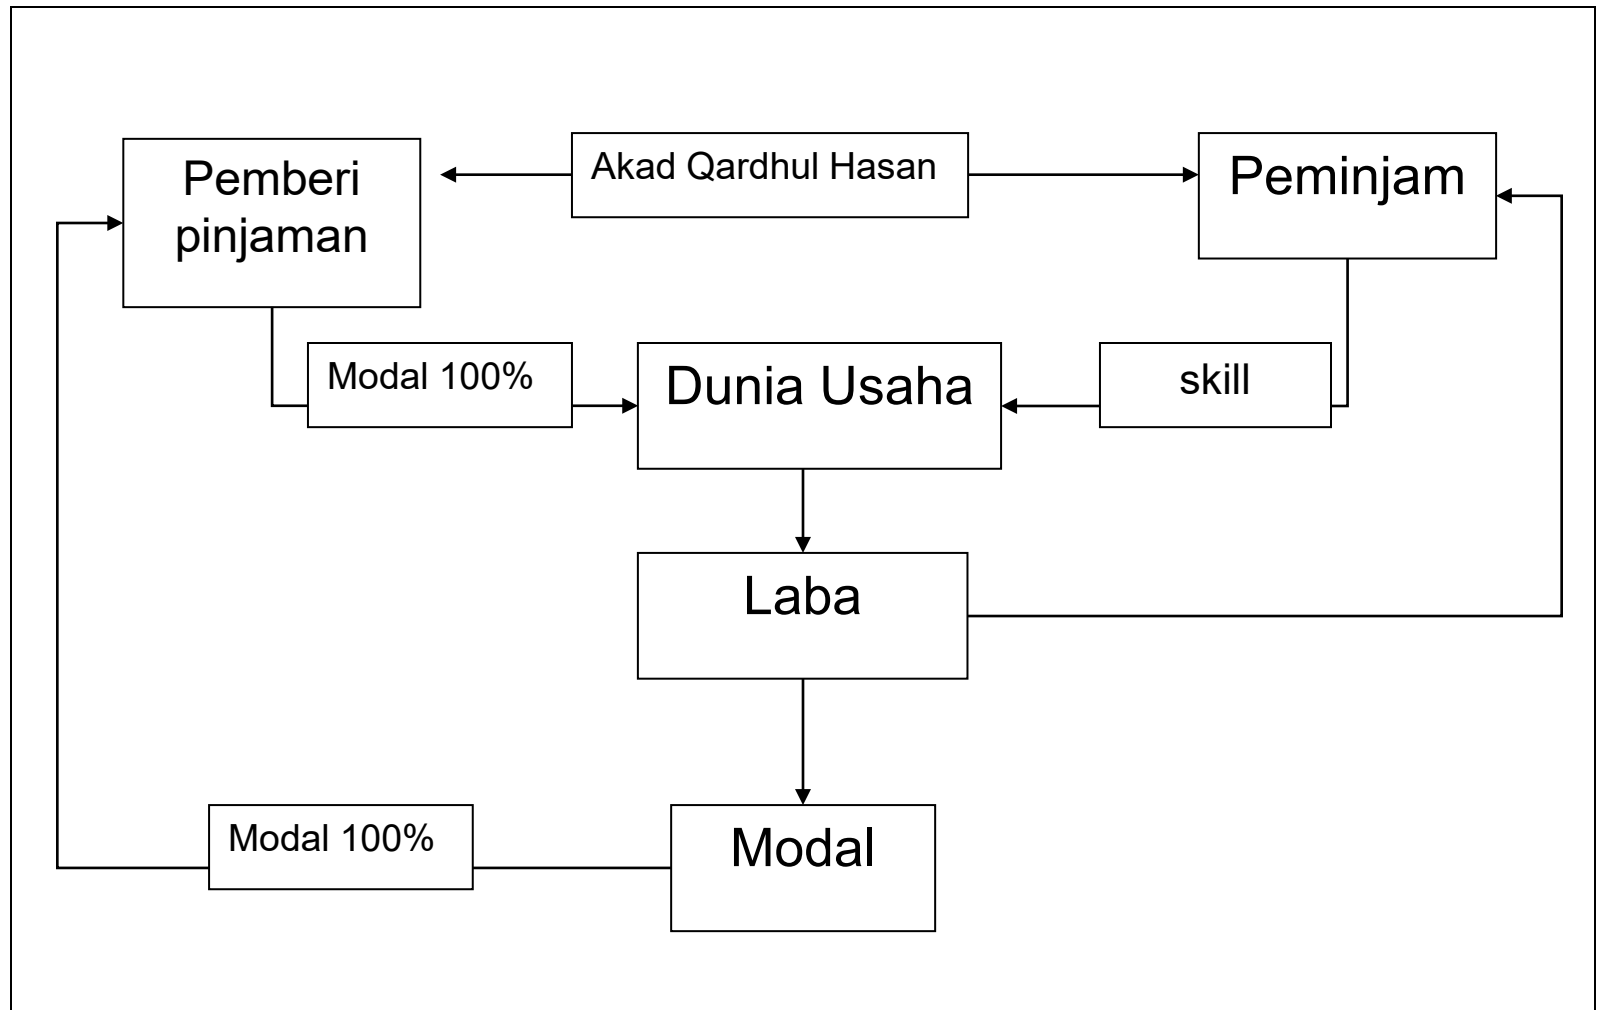 Pemberi
pinjaman
Akad Qardhul Hasan
Peminjam
Modal 100%
Dunia Usaha
skill
Laba
Modal 100%
Modal